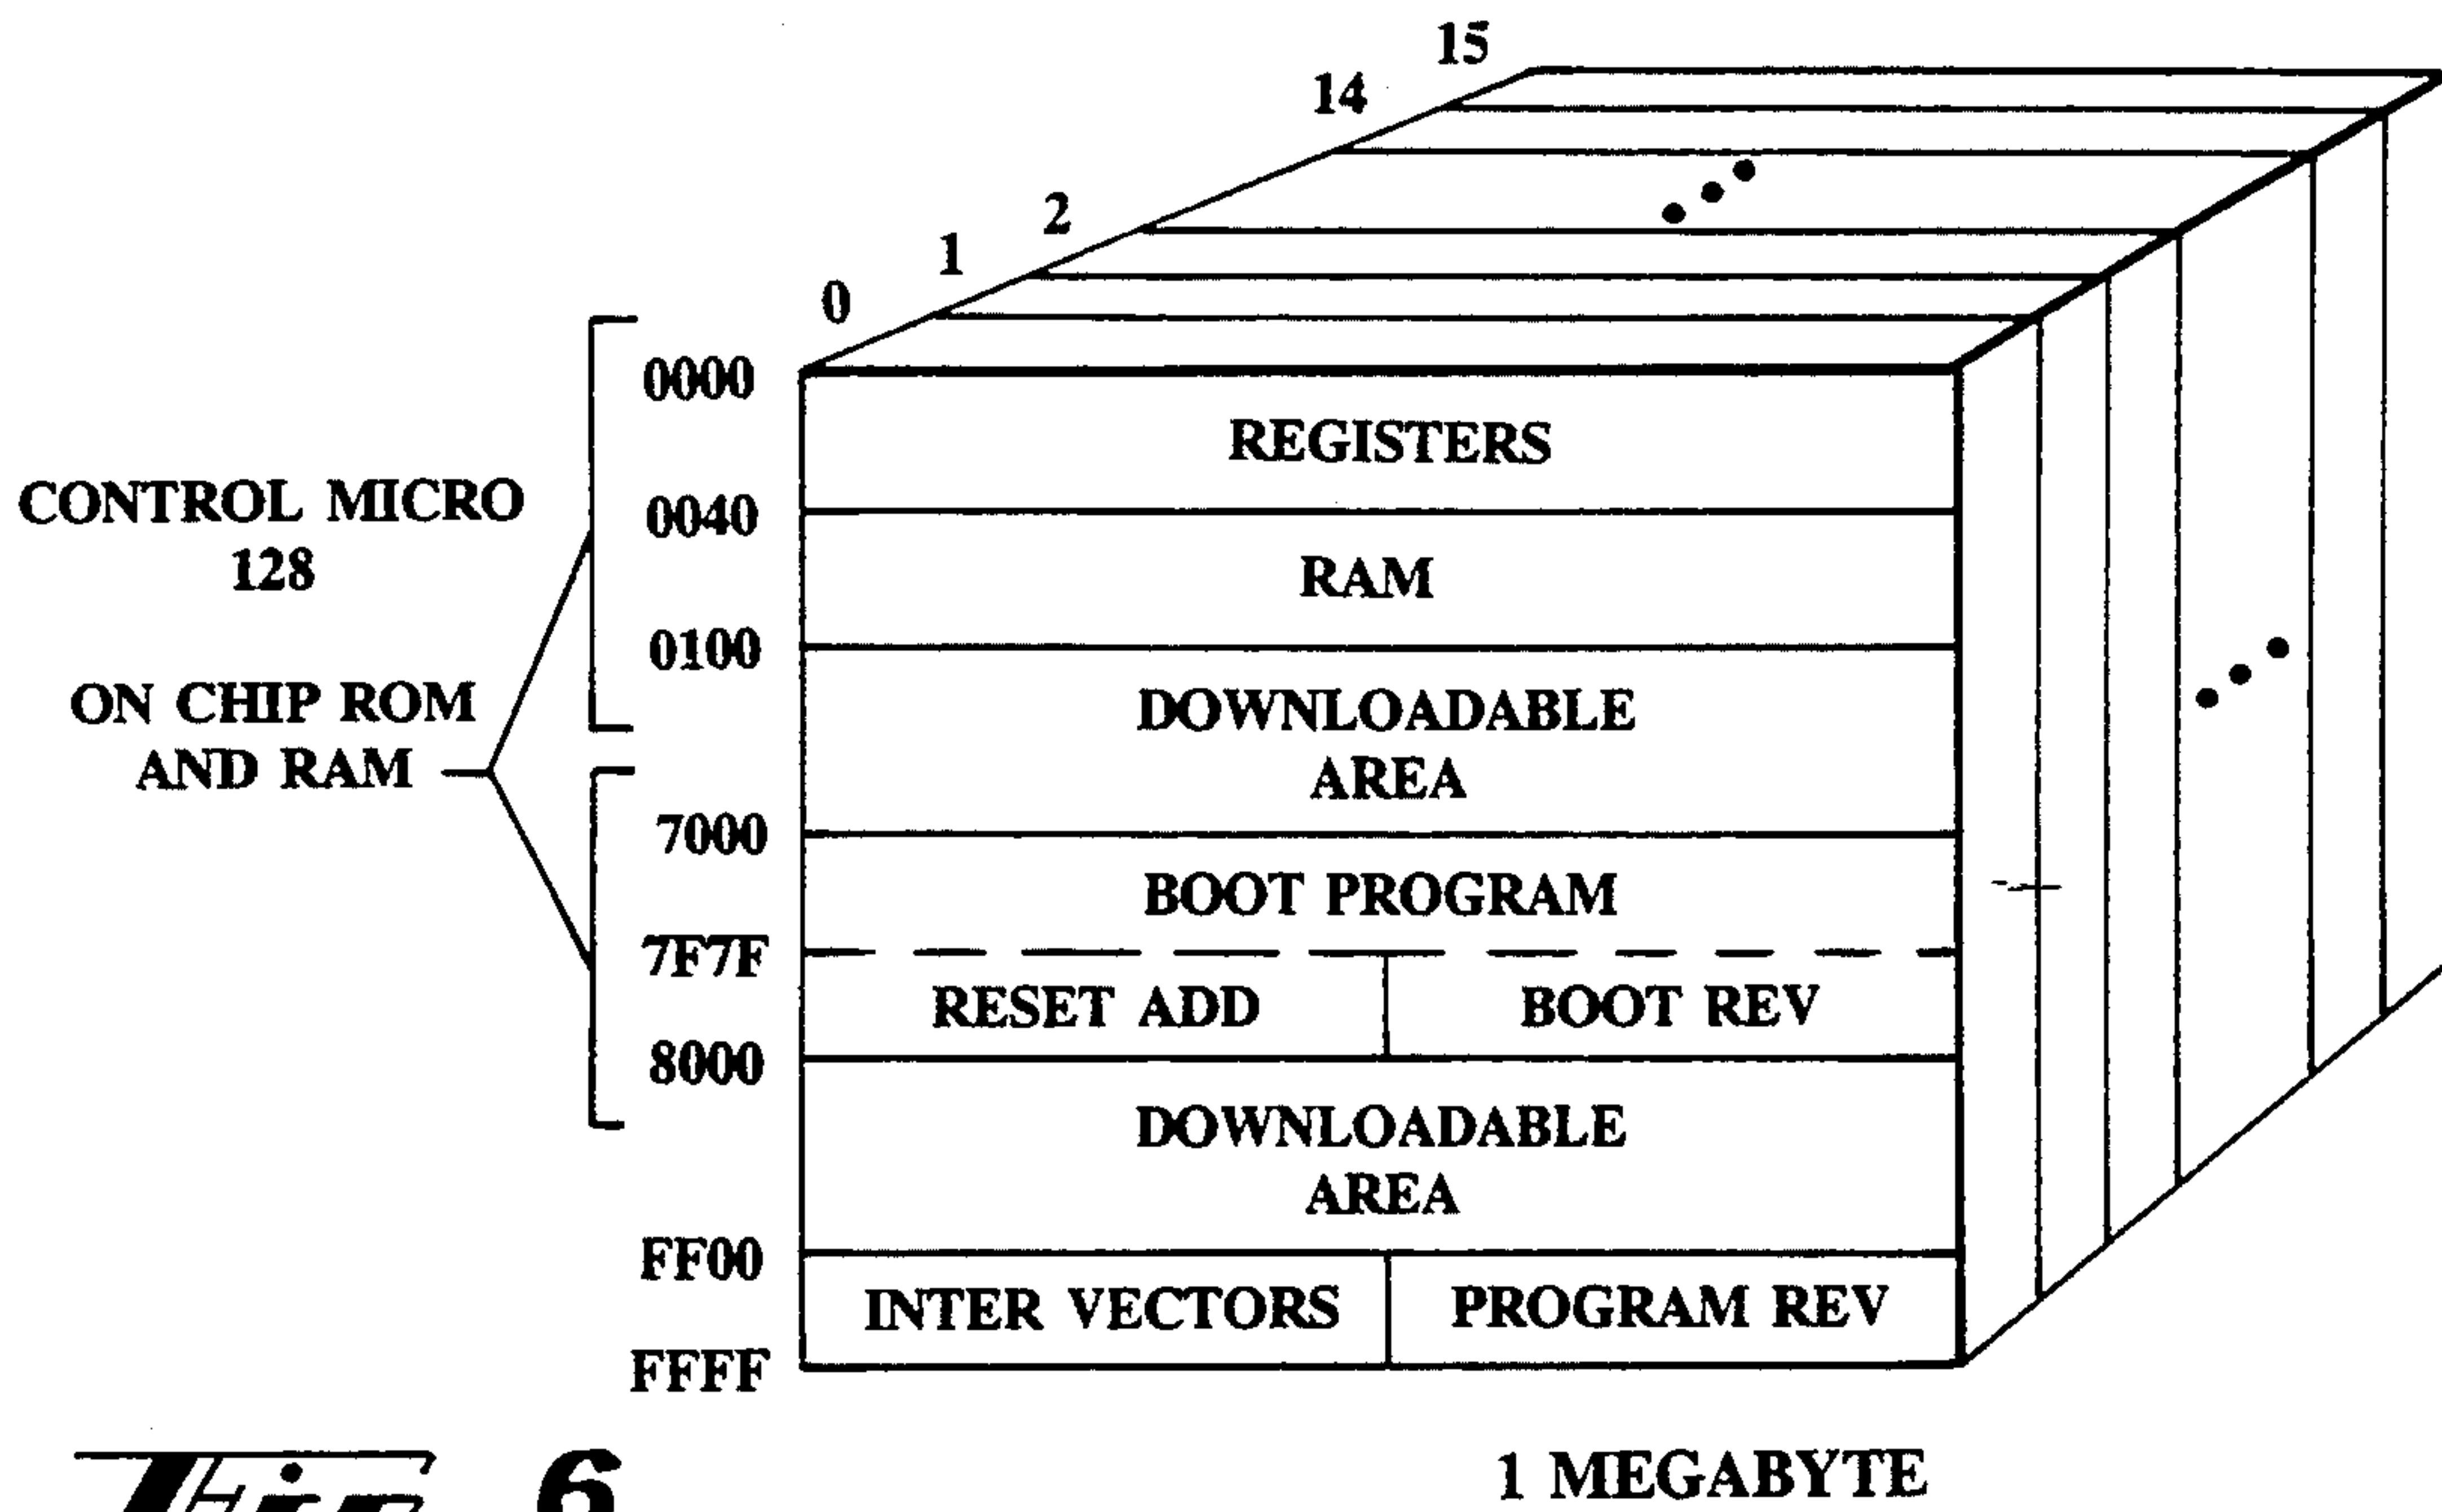 15
14
2
1
0
0000
REGISTERS
CONTROL MICRO
128
0040
RAM
0100
ON CHIP ROM
AND RAM
DOWNLOADABLE
AREA
7000
BOOT PROGRAM
7F7F
RESET ADD BOOT REV
8000
DOWNLOADABLE
AREA
FF00
INTER VECTORS PROGRAM REV
FFFF
Fig 6
1 MEGABYTE